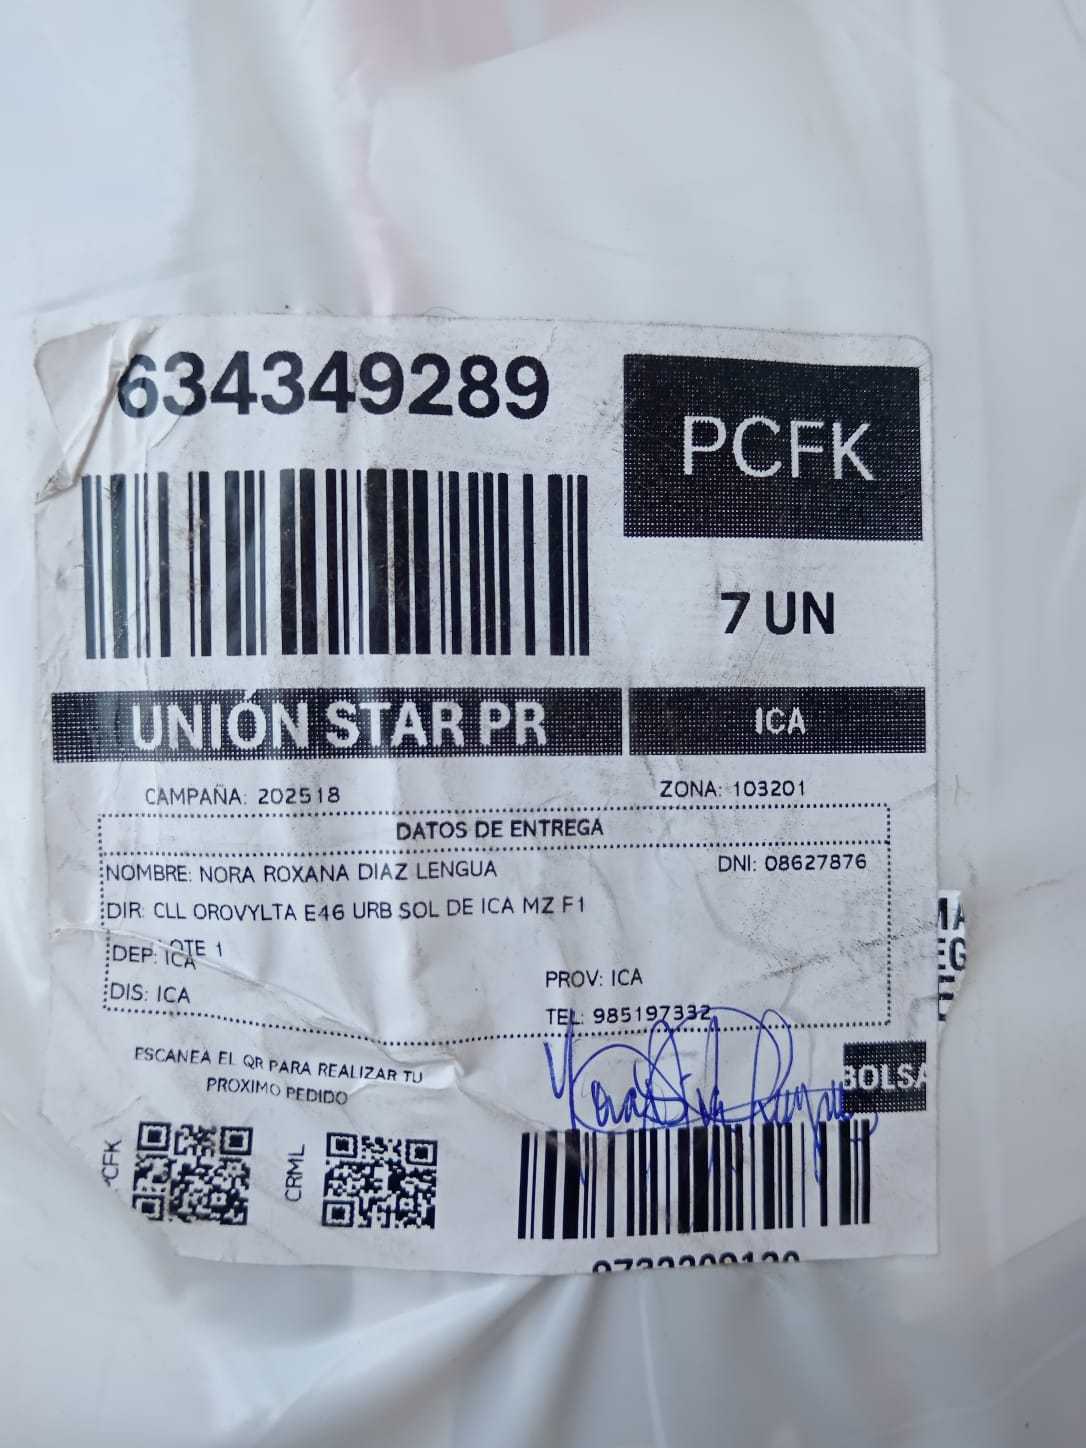 634349289
PCFK
7 UN
UNIÓN STAR PR
ICA
CAMPAÑA: 202518
ZONA: 103201
DATOS DE ENTREGA
NOMBRE: NORA ROXANA DIAZ LENGUA
DNI: 08627876
DIR: CLL OROVYLTA E46 URB SOL DE ICA MZ F1
OTE 1
DEP: ICA
PROV: ICA
DIS: ICA
TEL: 985197332
ESCANEA EL QR PARA REALIZAR TU
PROXIMO PEDIDO
BOLSA
PCFK
CRML